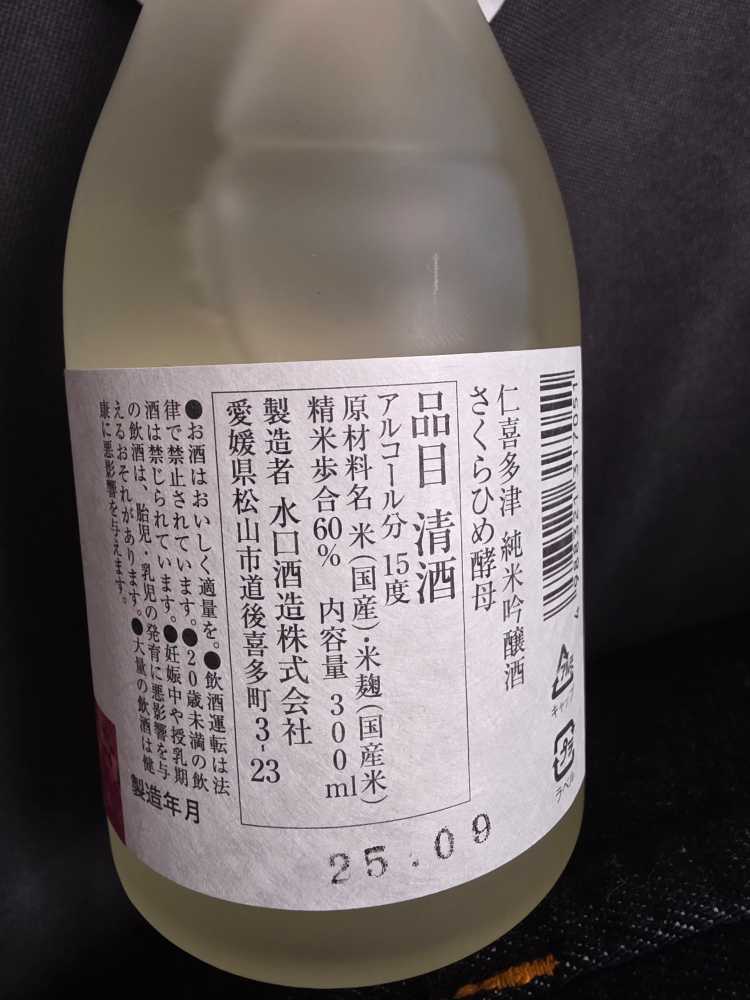 仁喜多津 純米吟醸酒
さくらひめ酵母
品目 清酒
アルコール分 15度
原材料名 米(国産)・米麹(国産米)
精米歩合60% 内容量 300ml
製造者 水口酒造株式会社
愛媛県松山市道後喜多町3-23
●お酒はおいしく適量を。●飲酒運転は法
律で禁止されています。●20歳未満の飲
酒は禁じられています。●妊娠中や授乳期
の飲酒は、胎児・乳児の発育に悪影響を与
えるおそれがあります。●大量の飲酒は健
康に悪影響を与えます。
製造年月
25.09
ラベル